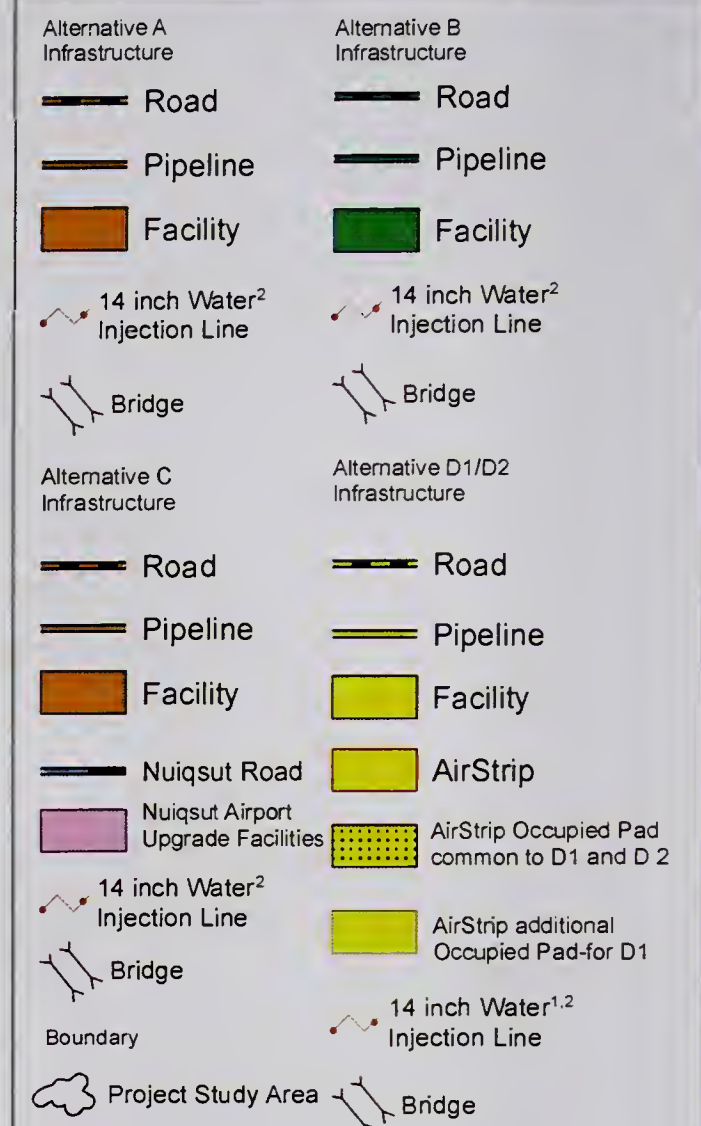 Alternative A
Infrastructure
Road
Pipeline
Facility
14 inch Water²
Injection Line
Bridge
Alternative B
Infrastructure
Road
Pipeline
Facility
14 inch Water²
Injection Line
Bridge
Alternative C
Infrastructure
Road
Pipeline
Facility
Nuiqsut Road
Nuiqsut Airport
Upgrade Facilities
14 inch Water²
Injection Line
Bridge
Boundary
Project Study Area
Alternative D1/D2
Infrastructure
Road
Pipeline
Facility
AirStrip
AirStrip Occupied Pad
common to D1 and D 2
AirStrip additional
Occupied Pad-for D1
14 inch Water¹,²
Injection Line
Bridge